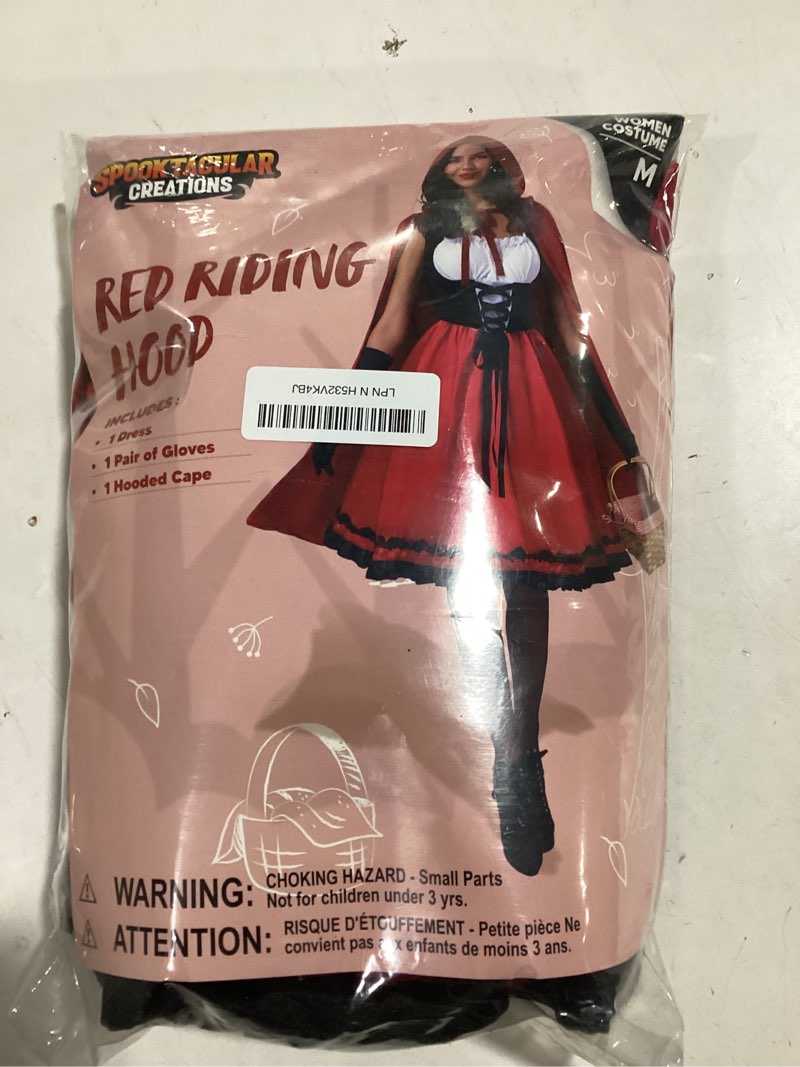 SPOOKTACULAR
CREATIONS
WOMEN
COSTUME
M
RED RIDING
HOOD
INCLUDES:
• 1 Dress
• 1 Pair of Gloves
• 1 Hooded Cape
LPN N H532VK4BJ
WARNING: CHOKING HAZARD - Small Parts
Not for children under 3 yrs.
ATTENTION: RISQUE D'ÉTOUFFEMENT - Petite pièce Ne
convient pas aux enfants de moins 3 ans.